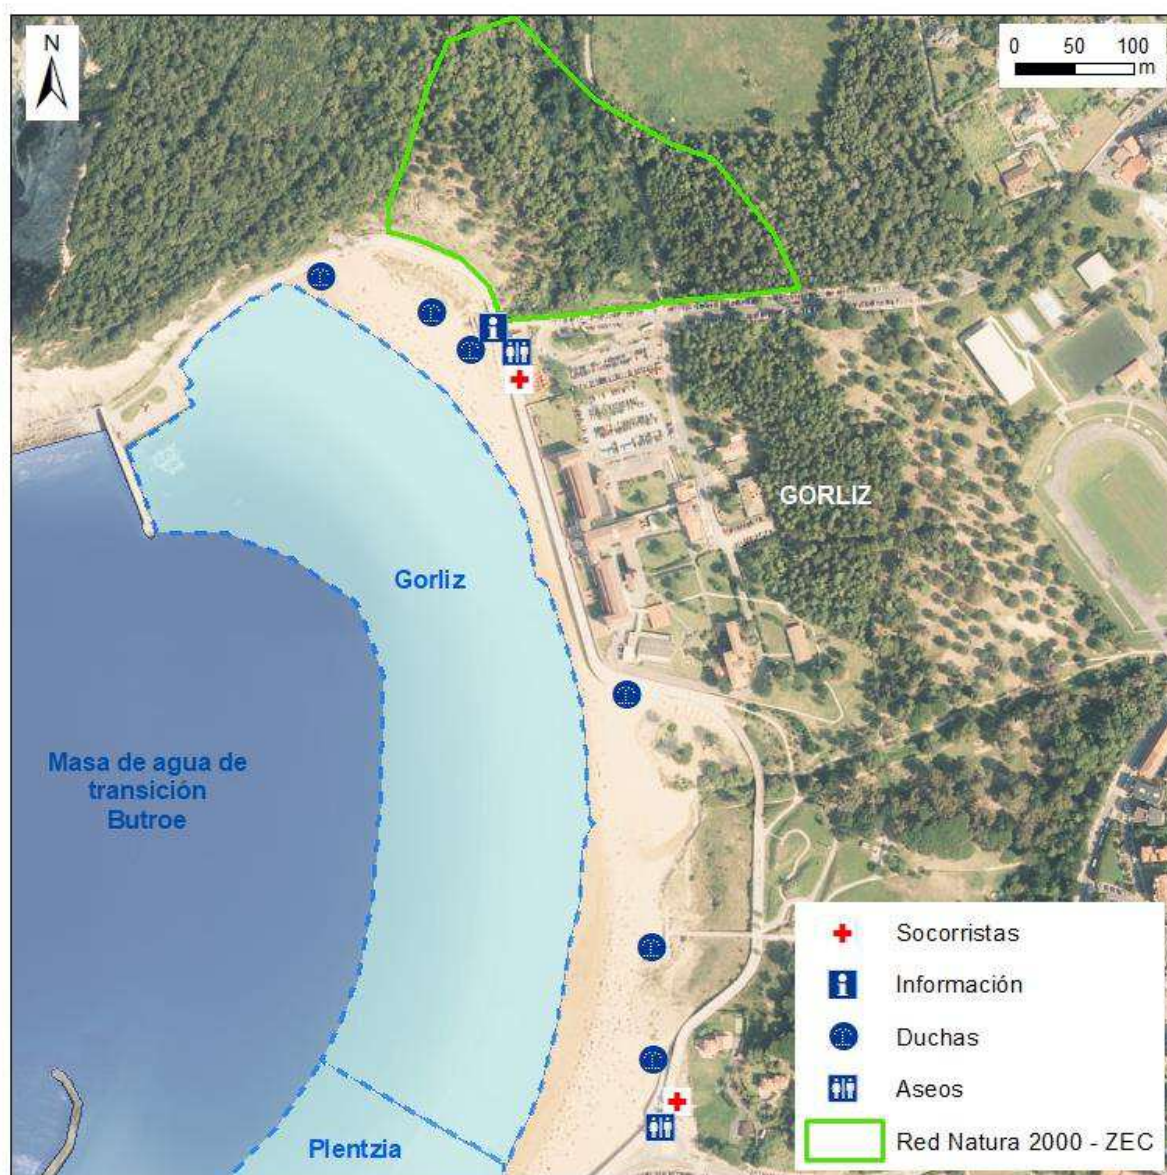 N
0 50 100
m
GORLIZ
Gorliz
Masa de agua de
transición
Butroe
Plentzia
Socorristas
Información
Duchas
Aseos
Red Natura 2000 - ZEC